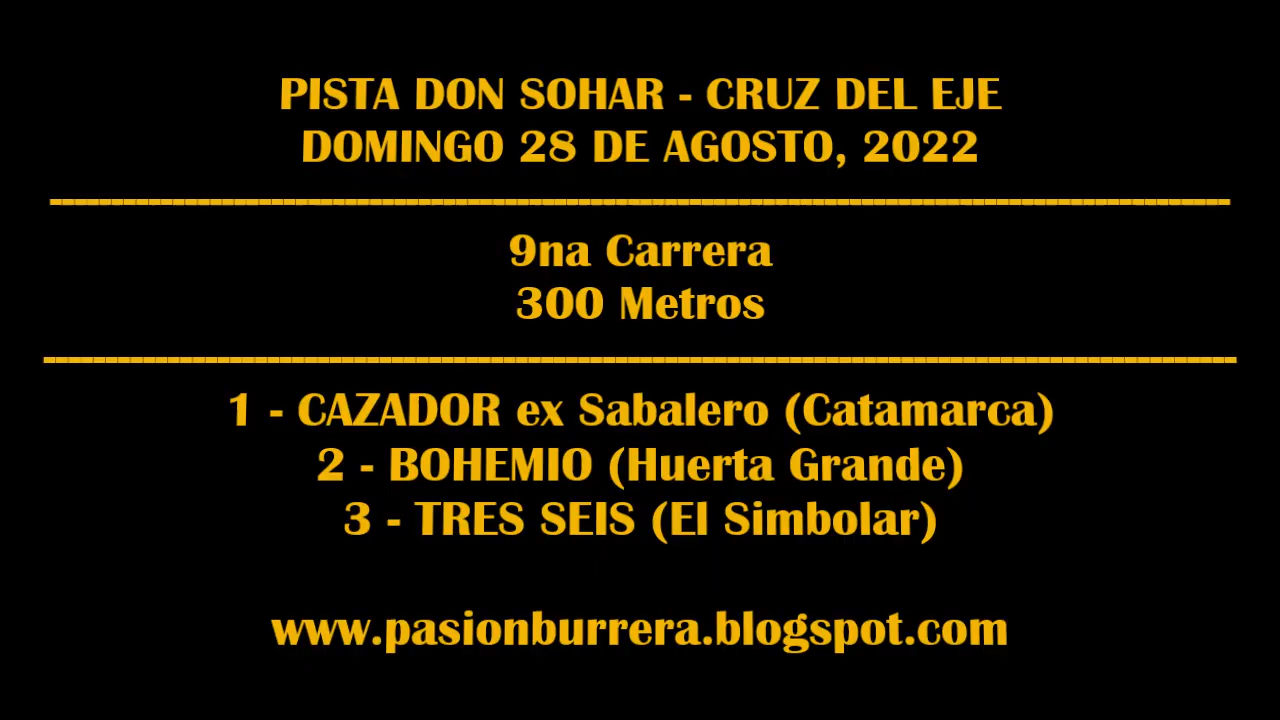 PISTA DON SOHAR - CRUZ DEL EJE
DOMINGO 28 DE AGOSTO, 2022
9na Carrera
300 Metros
1 - CAZADOR ex Sabalero (Catamarca)
2 - BOHEMIO (Huerta Grande)
3 - TRES SEIS (El Simbolar)
www.pasionburrera.blogspot.com